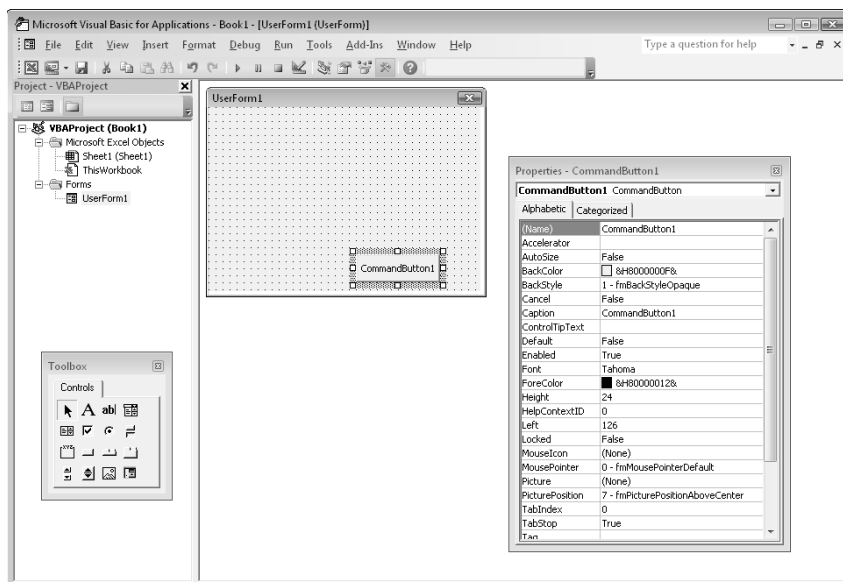 Microsoft Visual Basic for Applications - Book1 - [UserForm1 (UserForm)]
File Edit View Insert Format Debug Run Tools Add-Ins Window Help
Type a question for help
Project - VBAProject
VBAProject (Book1)
Microsoft Excel Objects
Sheet1 (Sheet1)
ThisWorkbook
Forms
UserForm1
UserForm1
CommandButton1
Toolbox
Controls
A ab|
XYZ
Properties - CommandButton1
CommandButton1 CommandButton
Alphabetic Categorized
(Name) CommandButton1
Accelerator
AutoSize False
BackColor &H8000000F&
BackStyle 1 - fmBackStyleOpaque
Cancel False
Caption CommandButton1
ControlTipText
Default False
Enabled True
Font Tahoma
ForeColor &H80000012&
Height 24
HelpContextID 0
Left 126
Locked False
MouseIcon (None)
MousePointer 0 - fmMousePointerDefault
Picture (None)
PicturePosition 7 - fmPicturePositionAboveCenter
TabIndex 0
TabStop True
Tag